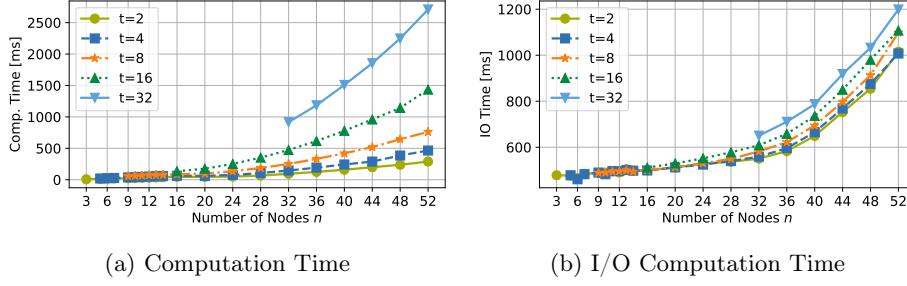 2500
2000
1500
1000
500
0
Comp. Time [ms]
t=2
t=4
t=8
t=16
t=32
3 6 9 13 16 20 24 28 32 36 40 44 48 52
Number of Nodes n
(a) Computation Time
1200
1000
800
600
IO Time [ms]
t=2
t=4
t=8
t=16
t=32
3 6 9 13 16 20 24 28 32 36 40 44 48 52
Number of Nodes n
(b) I/O Computation Time